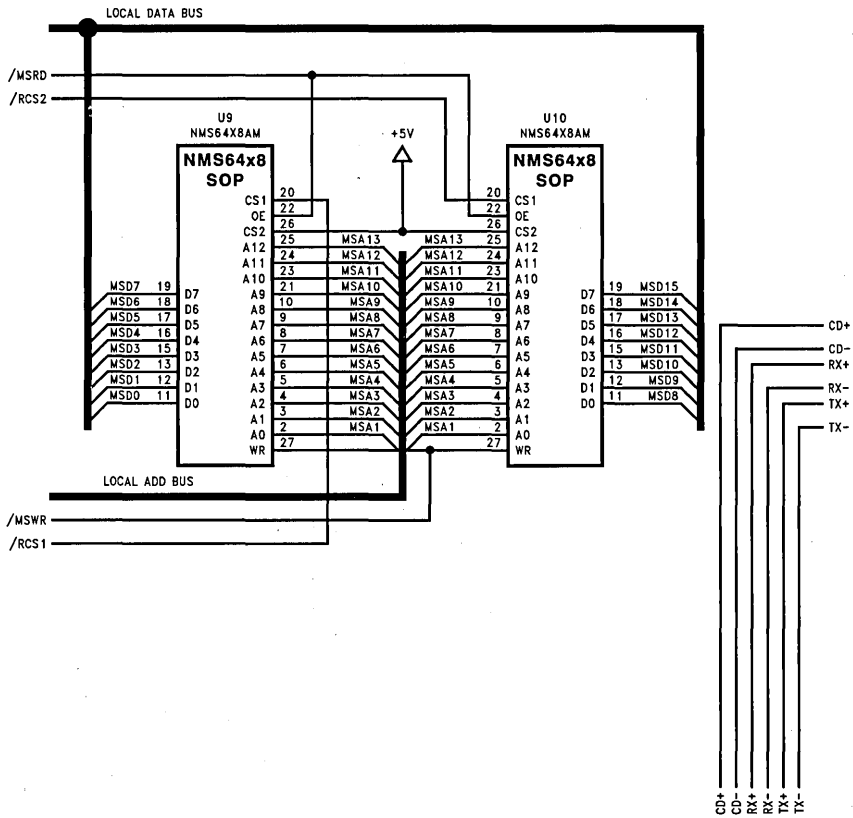 LOCAL DATA BUS
/MSRD
/RCS2
U9
NMS64X8AM
+5V
U10
NMS64X8AM
NMS64x8
SOP
NMS64x8
SOP
CS1 20
OE 22
CS2 26
A12 25 MSA13
A11 24 MSA12
A10 23 MSA11
A9 21 MSA10
A8 10 MSA9
A7 9 MSA8
A6 8 MSA7
A5 7 MSA6
A4 6 MSA5
A3 5 MSA4
A2 4 MSA3
A1 3 MSA2
A0 2 MSA1
WR 27
MSD7 19 D7
MSD6 18 D6
MSD5 17 D5
MSD4 16 D4
MSD3 15 D3
MSD2 13 D2
MSD1 12 D1
MSD0 11 D0
20 CS1
22 OE
26 CS2
MSA13 25 A12
MSA12 24 A11
MSA11 23 A10
MSA10 21 A9
MSA9 10 A8
MSA8 9 A7
MSA7 8 A6
MSA6 7 A5
MSA5 6 A4
MSA4 5 A3
MSA3 4 A2
MSA2 3 A1
MSA1 2 A0
27 WR
D7 19 MSD15
D6 18 MSD14
D5 17 MSD13
D4 16 MSD12
D3 15 MSD11
D2 13 MSD10
D1 12 MSD9
D0 11 MSD8
CD+
CD-
RX+
RX-
TX+
TX-
LOCAL ADD BUS
/MSWR
/RCS1
CD+
CD-
RX+
RX-
TX+
TX-